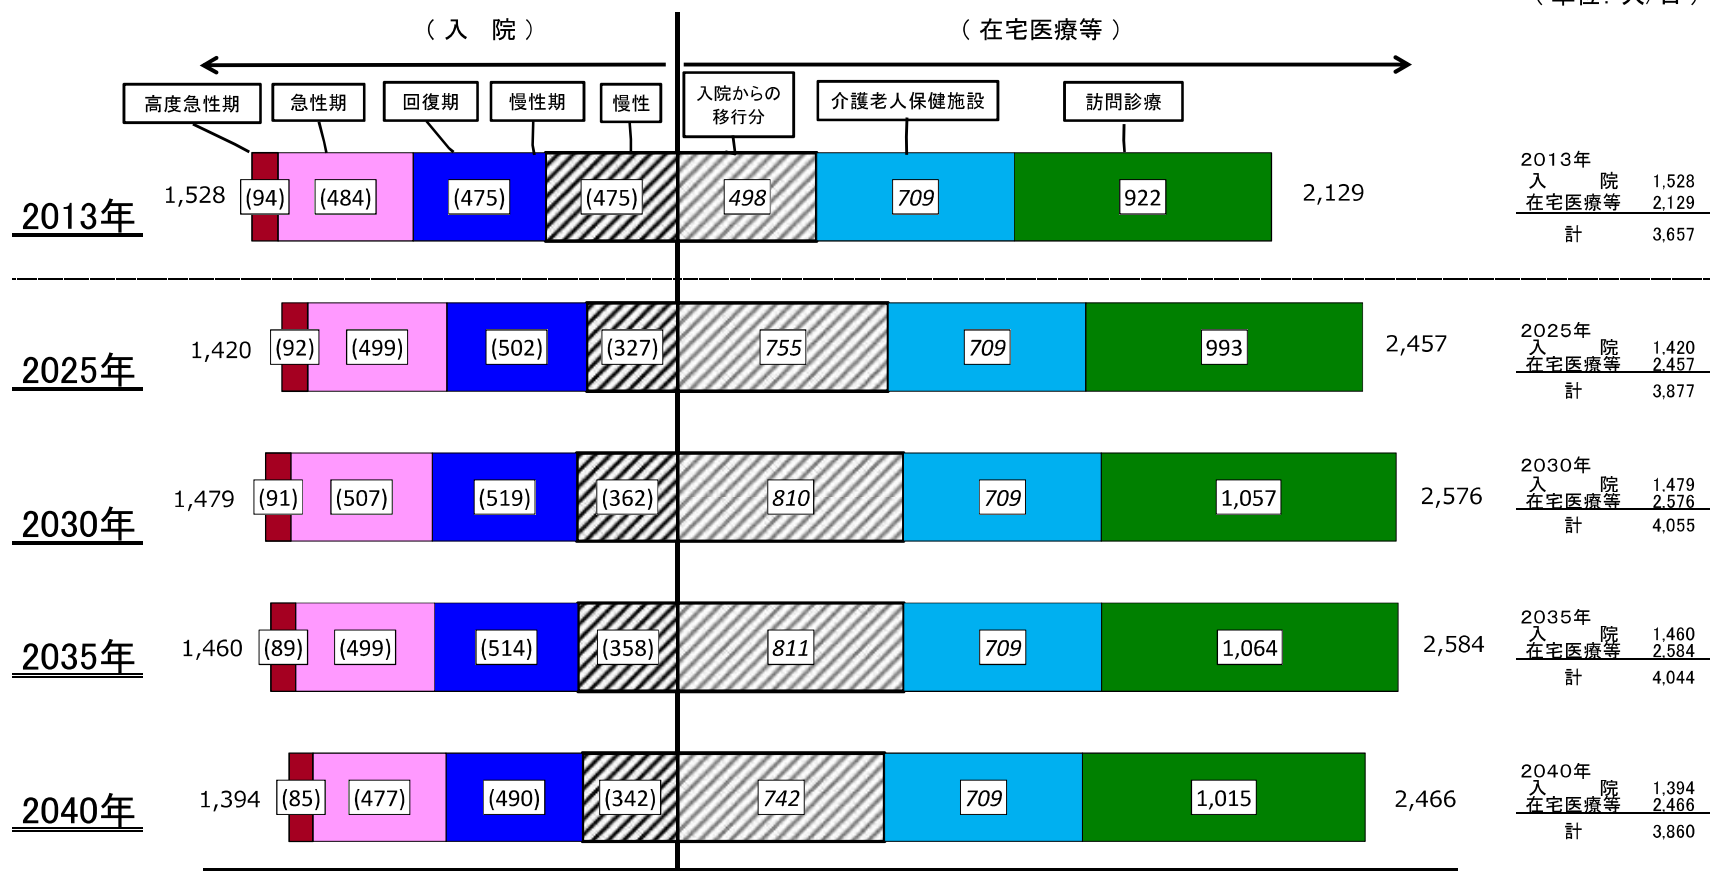 （単位：人/日）
（入　院）
（在宅医療等）
高度急性期
急性期
回復期
慢性期
慢性
入院からの
移行分
介護老人保健施設
訪問診療
2013年
1,528
(94)
(484)
(475)
(475)
498
709
922
2,129
2013年
入　　　院 1,528
在宅医療等 2,129
計 3,657
2025年
1,420
(92)
(499)
(502)
(327)
755
709
993
2,457
2025年
入　　　院 1,420
在宅医療等 2,457
計 3,877
2030年
1,479
(91)
(507)
(519)
(362)
810
709
1,057
2,576
2030年
入　　　院 1,479
在宅医療等 2,576
計 4,055
2035年
1,460
(89)
(499)
(514)
(358)
811
709
1,064
2,584
2035年
入　　　院 1,460
在宅医療等 2,584
計 4,044
2040年
1,394
(85)
(477)
(490)
(342)
742
709
1,015
2,466
2040年
入　　　院 1,394
在宅医療等 2,466
計 3,860